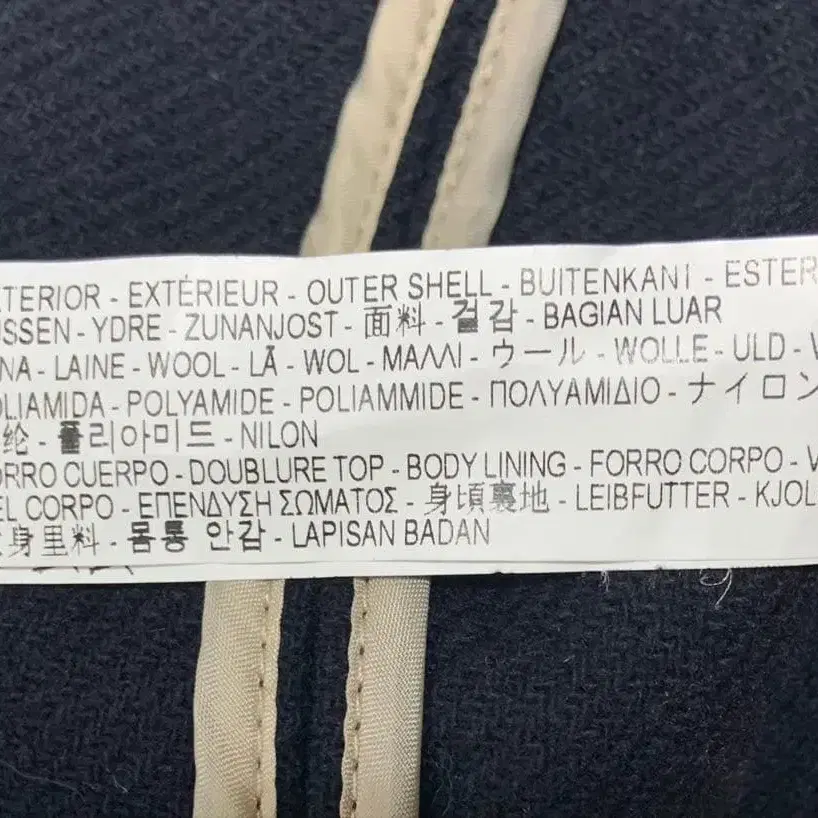 TERIOR - EXTÉRIEUR - OUTER SHELL - BUITENKANT - ESTER
USSEN - YDRE - ZUNANJOST - 面料 - 겉감 - BAGIAN LUAR
NA - LAINE - WOOL - LÃ - WOL - ΜΑΛΛΙ - ウール - WOLLE - ULD - V
OLIAMIDA - POLYAMIDE - POLIAMMIDE - ΠΟΛΥΑΜΙΔΙΟ - ナイロン
纶 - 폴리아미드 - NILON
ORRO CUERPO - DOUBLURE TOP - BODY LINING - FORRO CORPO - V
EL CORPO - ΕΠΕΝΔΥΣΗ ΣΩΜΑΤΟΣ - 身頃裏地 - LEIBFUTTER - KJOL
身里料 - 몸통 안감 - LAPISAN BADAN